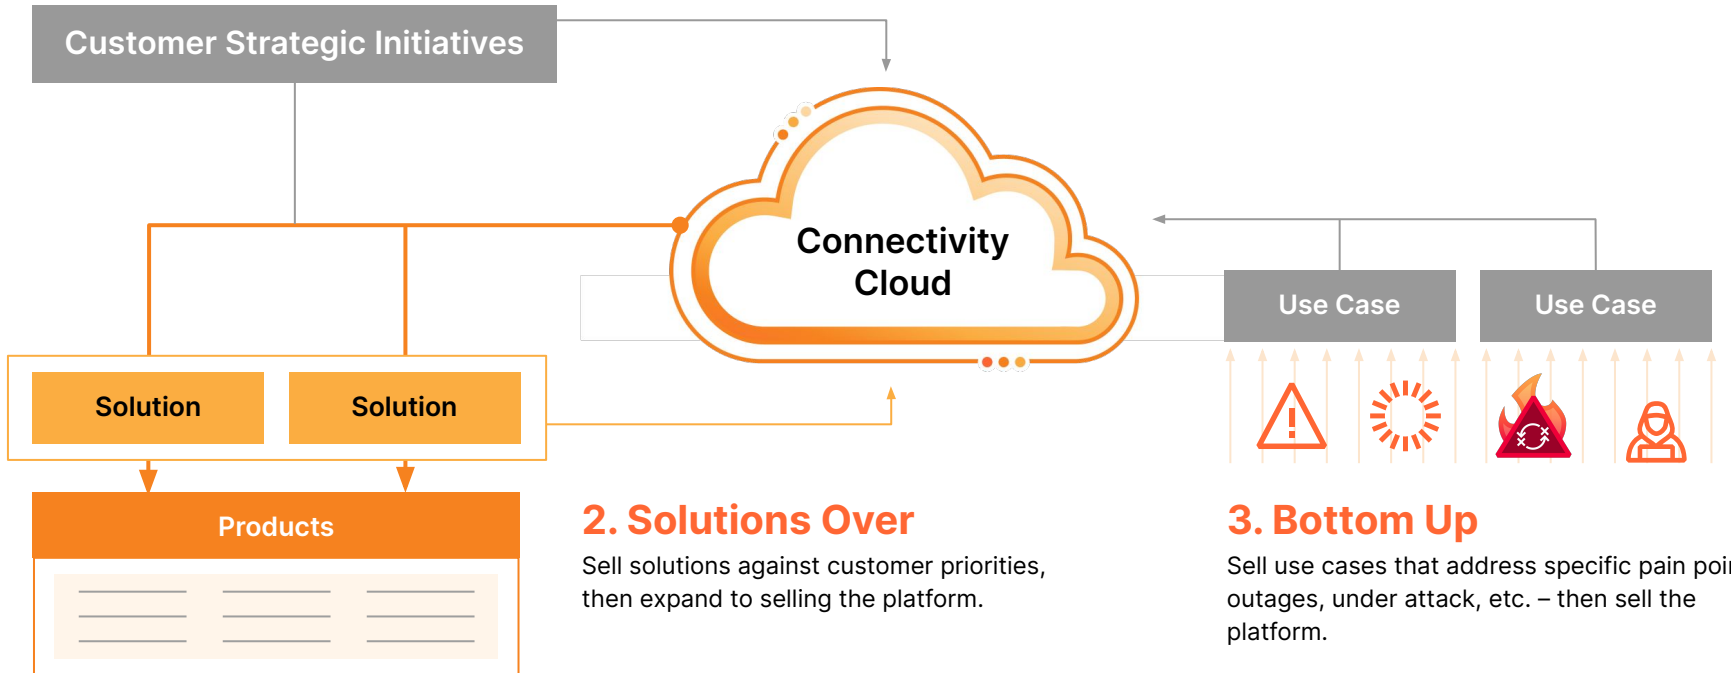 Customer Strategic Initiatives
Connectivity
Cloud
Use Case
Use Case
Solution
Solution
Products
2. Solutions Over
Sell solutions against customer priorities,
then expand to selling the platform.
3. Bottom Up
Sell use cases that address specific pain
outages, under attack, etc. – then sell the
platform.